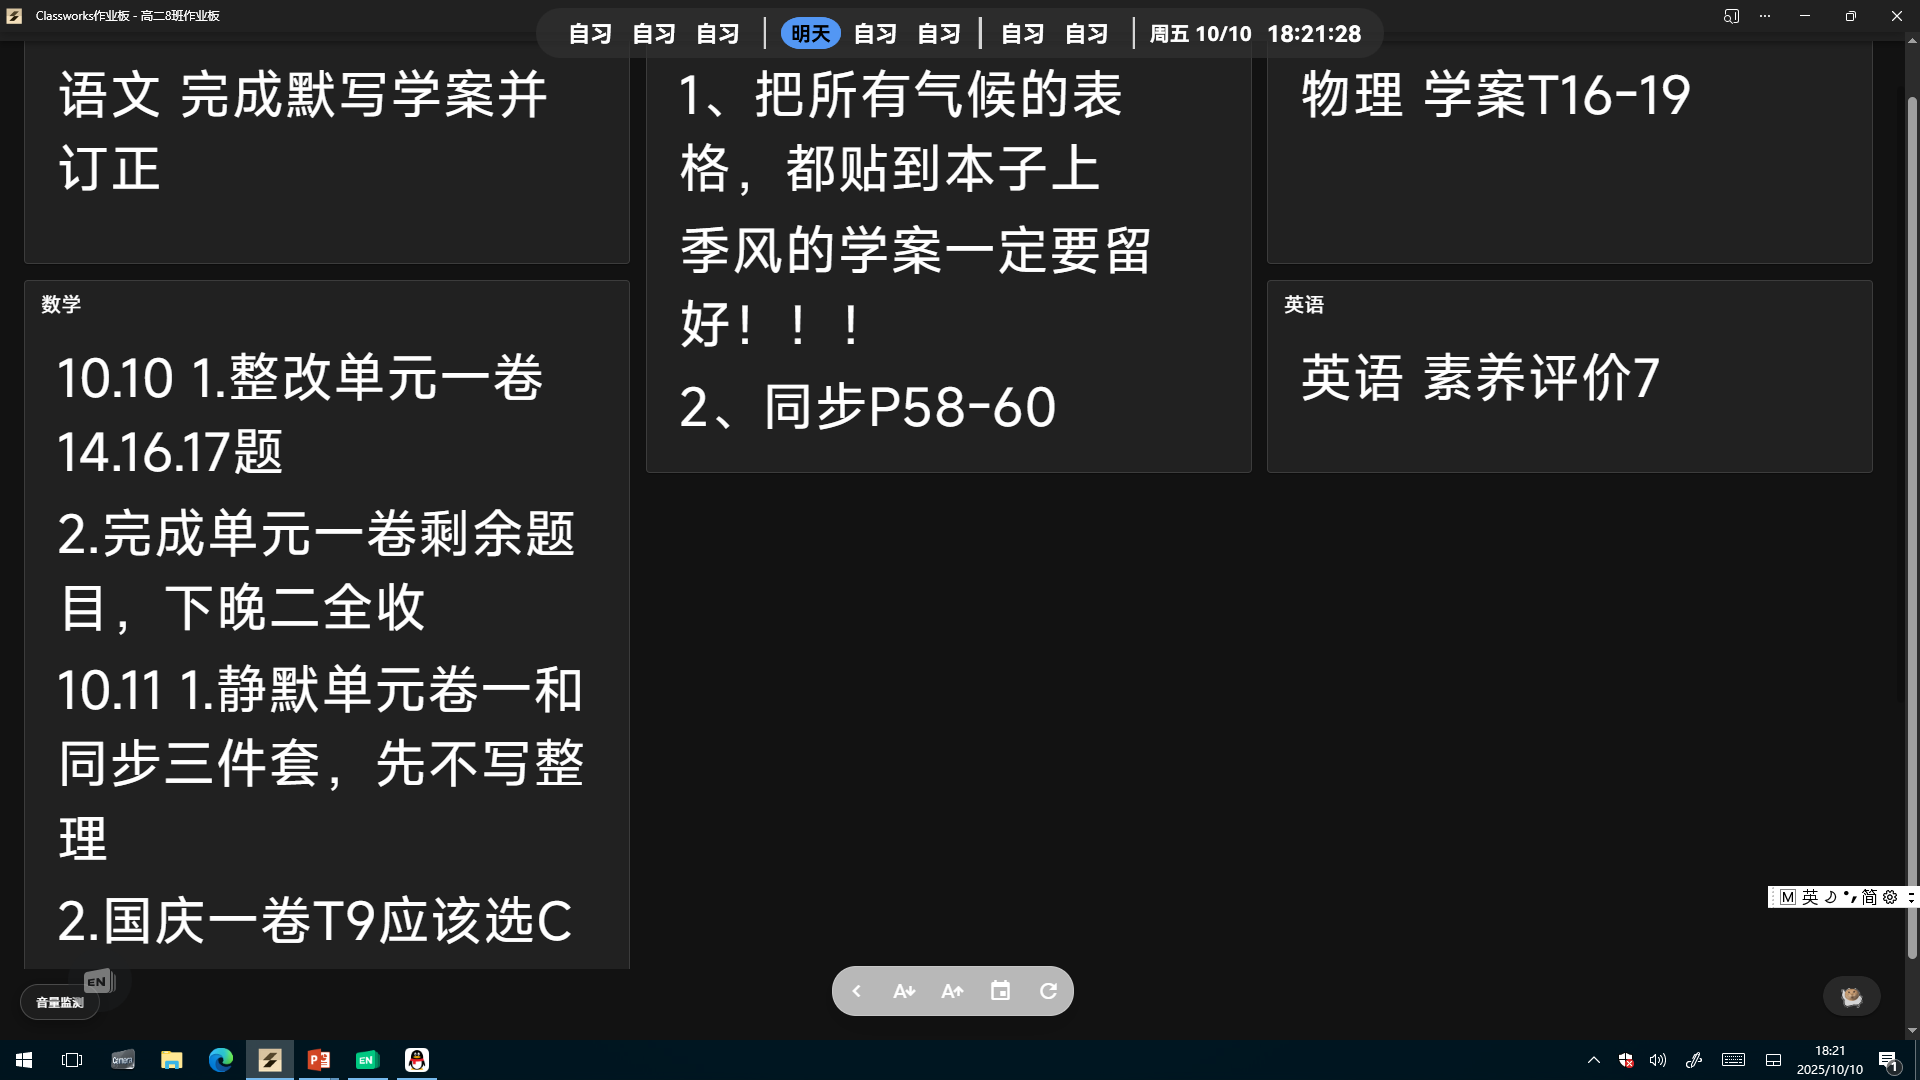 Classworks作业板 - 高二8班作业板
自习 自习 自习 | 明天 自习 自习 | 自习 自习 | 周五 10/10 18:21:28
语文 完成默写学案并
订正
1、把所有气候的表
格，都贴到本子上
季风的学案一定要留
好！！！
2、同步P58-60
物理 学案T16-19
数学
10.10 1.整改单元一卷
14.16.17题
2.完成单元一卷剩余题
目，下晚二全收
10.11 1.静默单元卷一和
同步三件套，先不写整
理
2.国庆一卷T9应该选C
英语
英语 素养评价7
M 英 简
EN
音量监测
A A
EN
18:21
2025/10/10
1